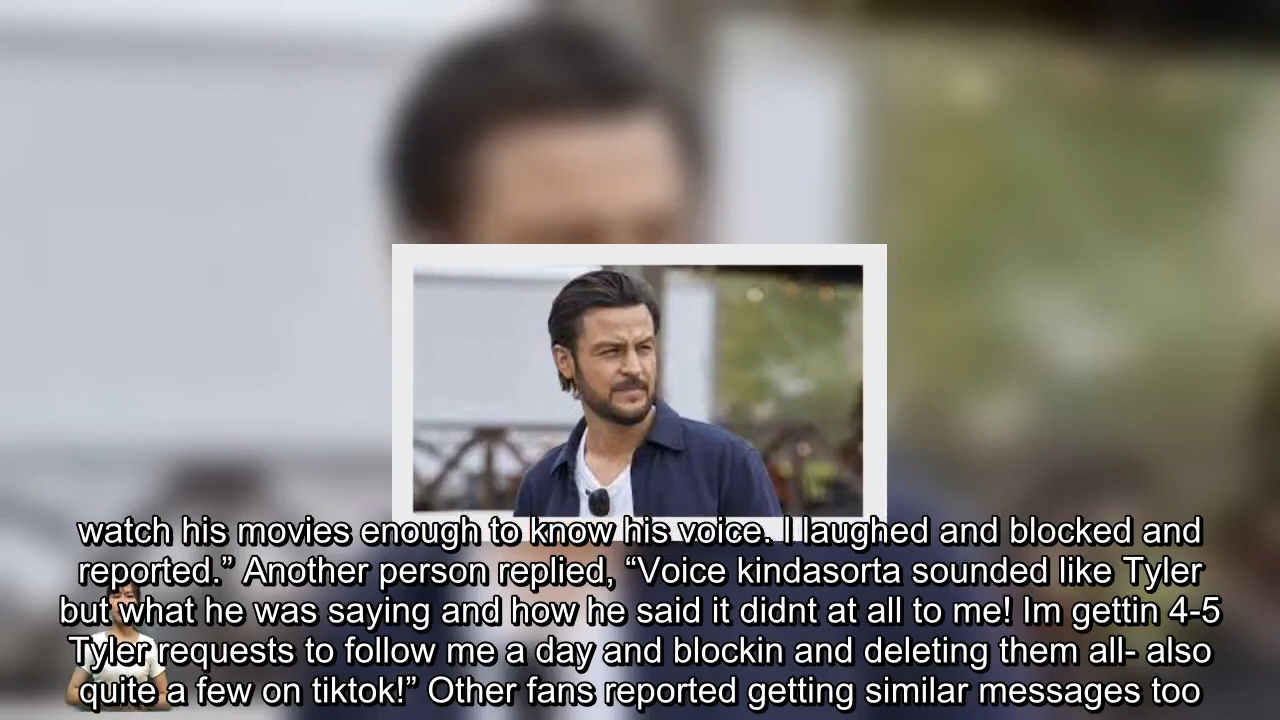 watch his movies enough to know his voice. I laughed and blocked and
reported.” Another person replied, “Voice kindasorta sounded like Tyler
but what he was saying and how he said it didnt at all to me! Im gettin 4-5
Tyler requests to follow me a day and blockin and deleting them all- also
quite a few on tiktok!” Other fans reported getting similar messages too